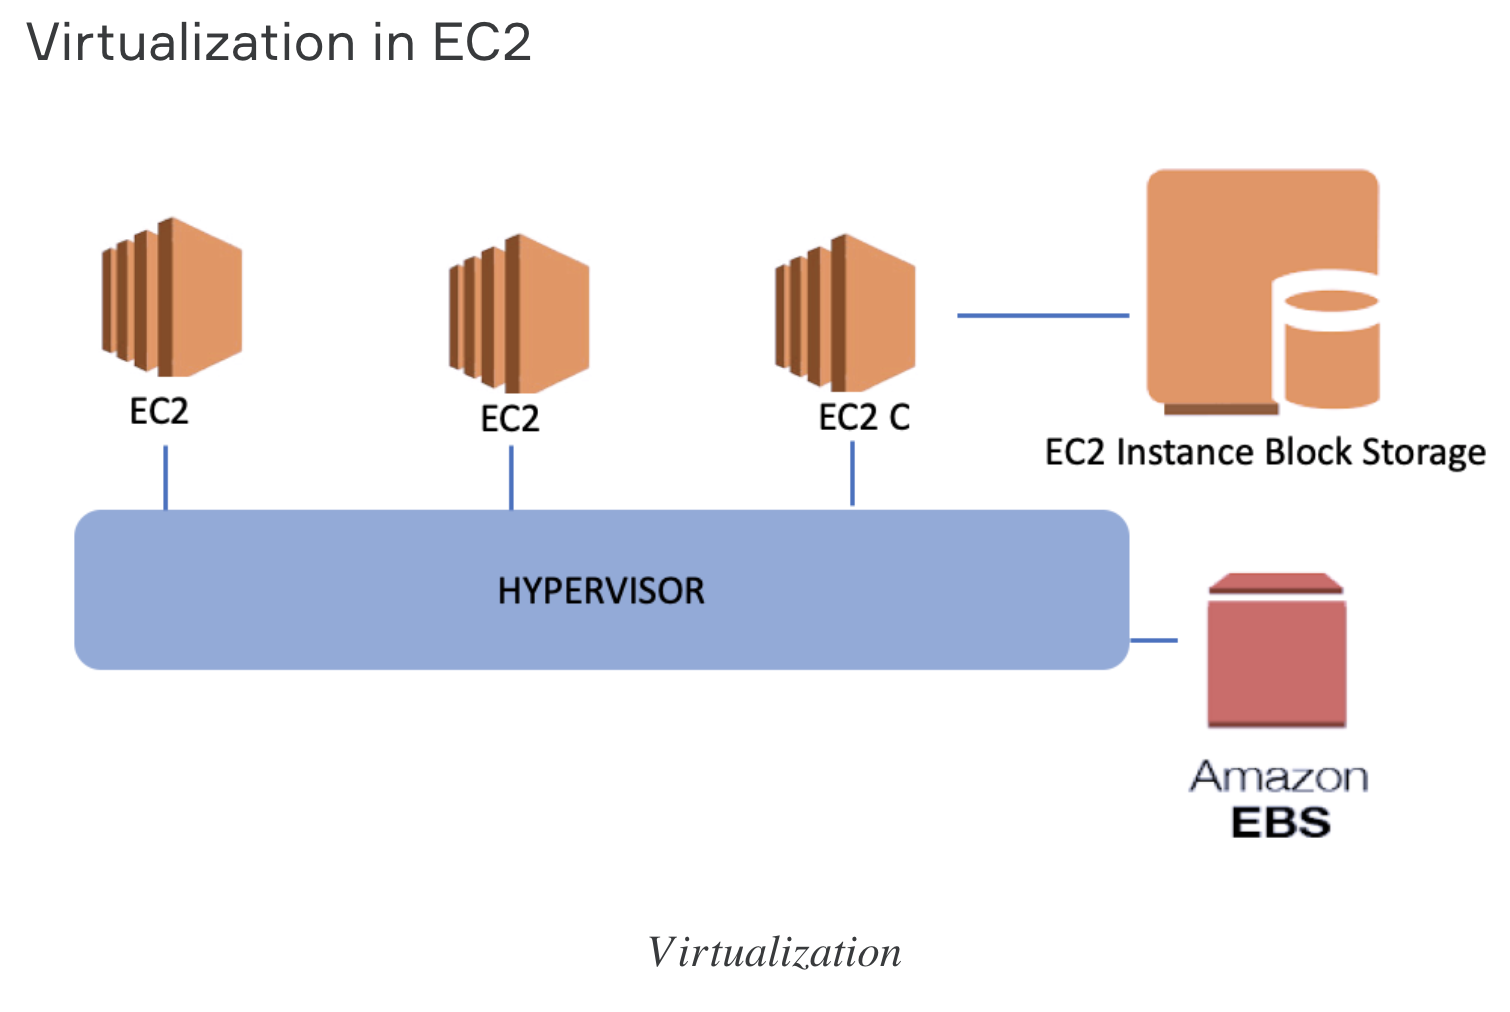 Virtualization in EC2
EC2
EC2
EC2 C
EC2 Instance Block Storage
HYPERVISOR
Amazon
EBS
Virtualization